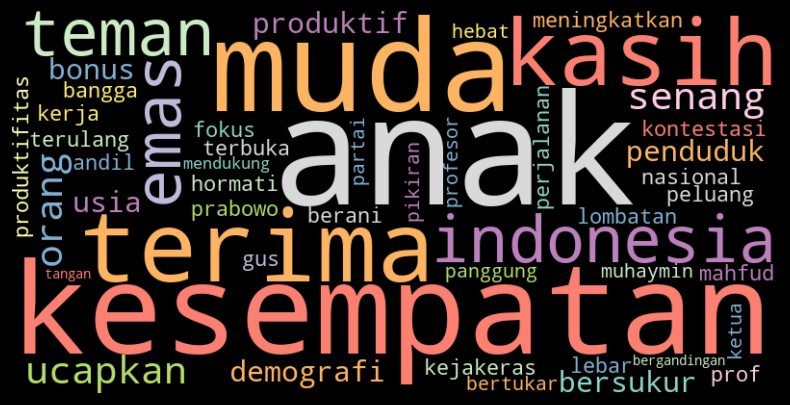 teman
produktif
hebat
meningkatkan
muda
kasih
bonus
bangga
kerja
emas
senang
produktifitas
terulang
andil
fokus
terbuka
mendukung
anak
partai
pikiran
profesor
perjalanan
kontestasi
penduduk
nasional
peluang
orang
usia
hormati
prabowo
berani
lombatan
terima
indonesia
gus
tangan
panggung
muhaymin
mahfud
kesempatan
ketua
ucapkan
demografi
kejakeras
bertukar
lebar
bergandingan
bersukur
prof